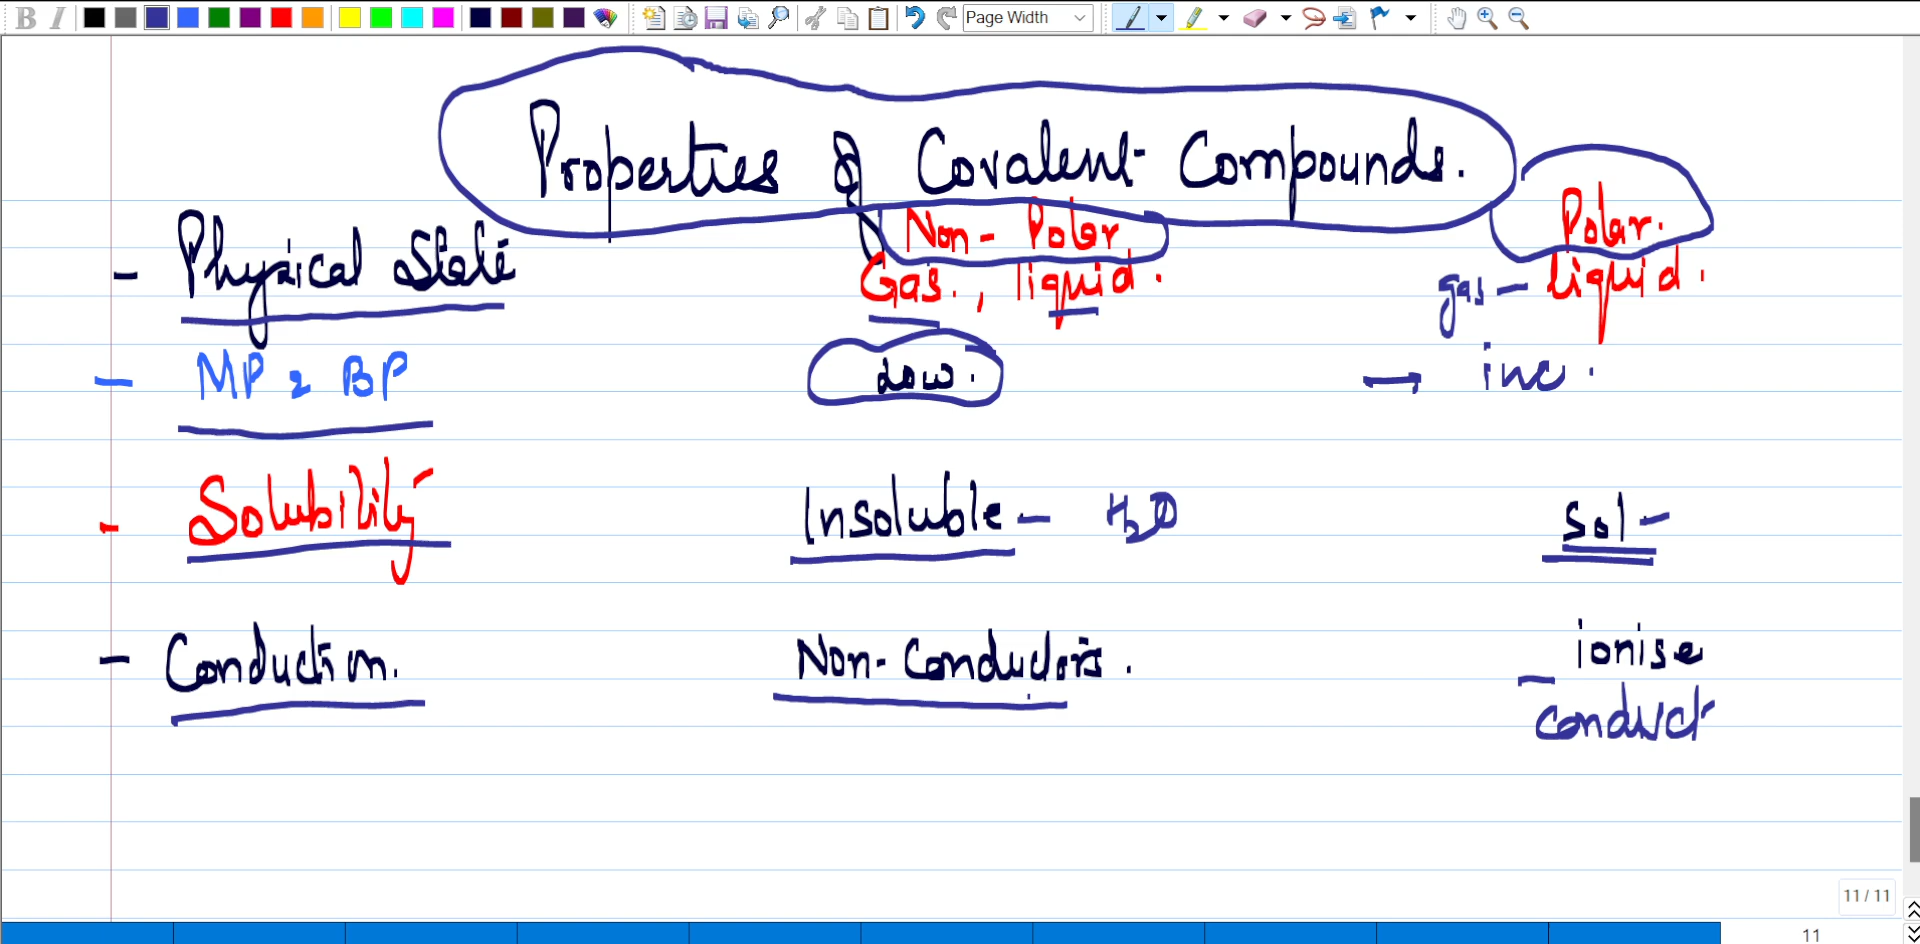 B I Page Width
Properties of Covalent Compounds.
Non-Polar Polar.
- Physical State Gas., liquid. gas - liquid.
- MP & BP Low. → inc.
- Solubility Insoluble - H2O Sol -
- Conduction. Non-Conductors. - ionise
conduct
11 / 11
11